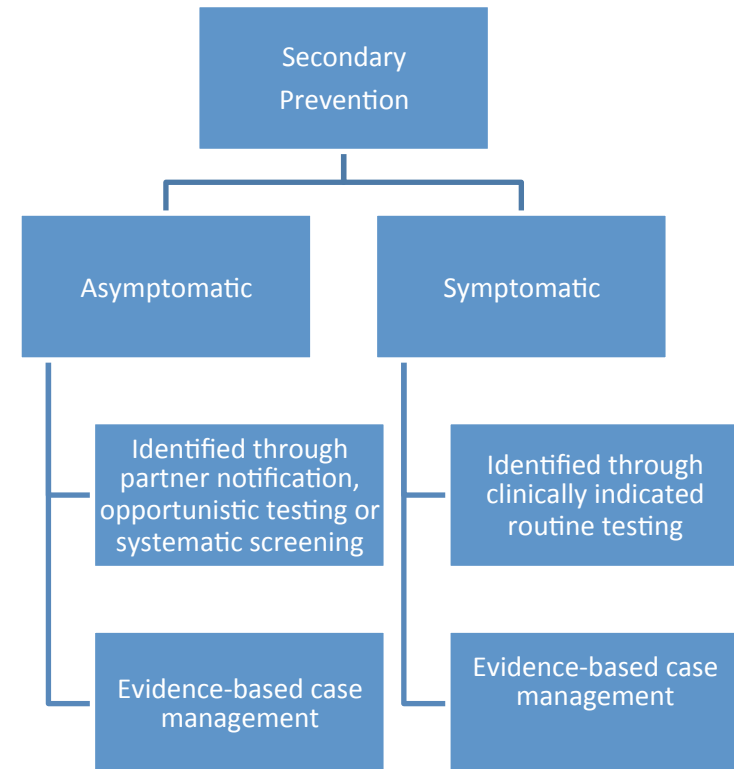 Secondary
Prevention
Asymptomatic
Symptomatic
Identified through
partner notification,
opportunistic testing or
systematic screening
Identified through
clinically indicated
routine testing
Evidence-based case
management
Evidence-based case
management